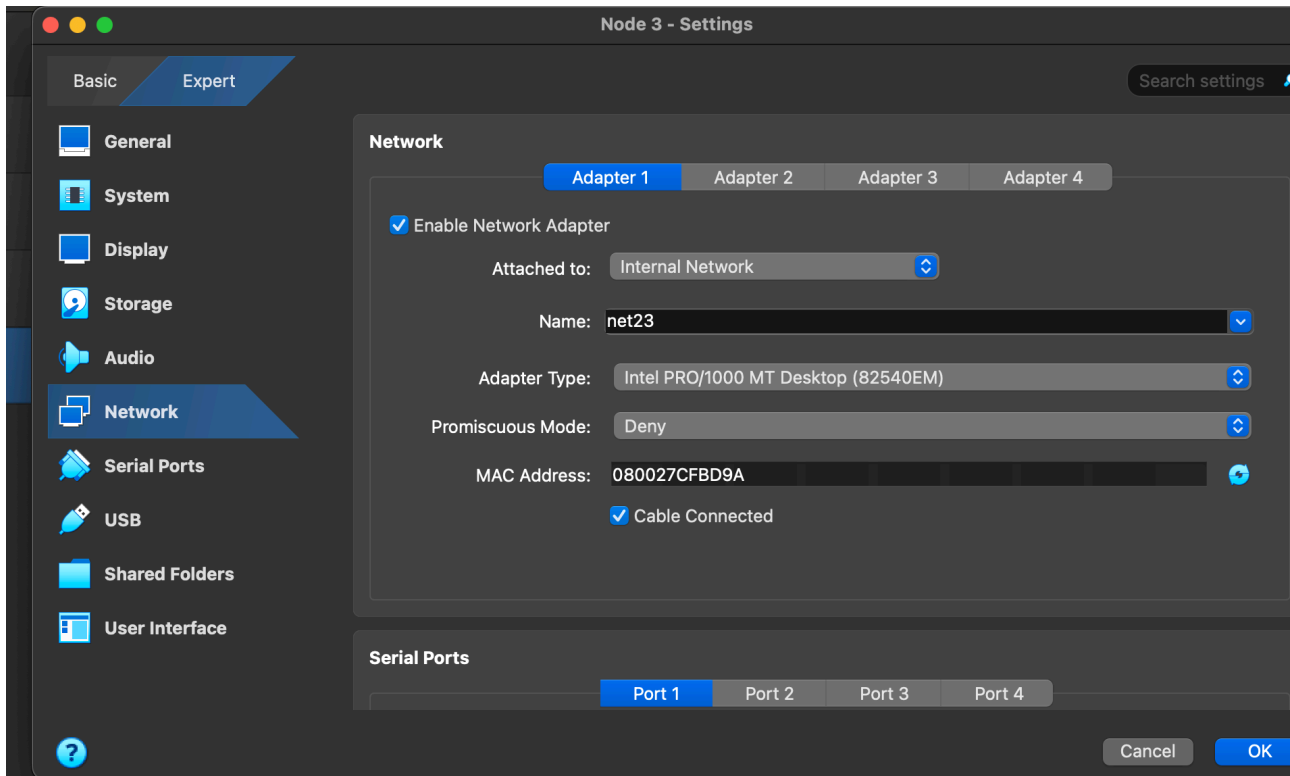 Node 3 - Settings
Basic
Expert
Search settings
General
System
Display
Storage
Audio
Network
Serial Ports
USB
Shared Folders
User Interface
Network
Adapter 1
Adapter 2
Adapter 3
Adapter 4
Enable Network Adapter
Attached to: Internal Network
Name: net23
Adapter Type: Intel PRO/1000 MT Desktop (82540EM)
Promiscuous Mode: Deny
MAC Address: 080027CFBD9A
Cable Connected
Serial Ports
Port 1
Port 2
Port 3
Port 4
?
Cancel
OK